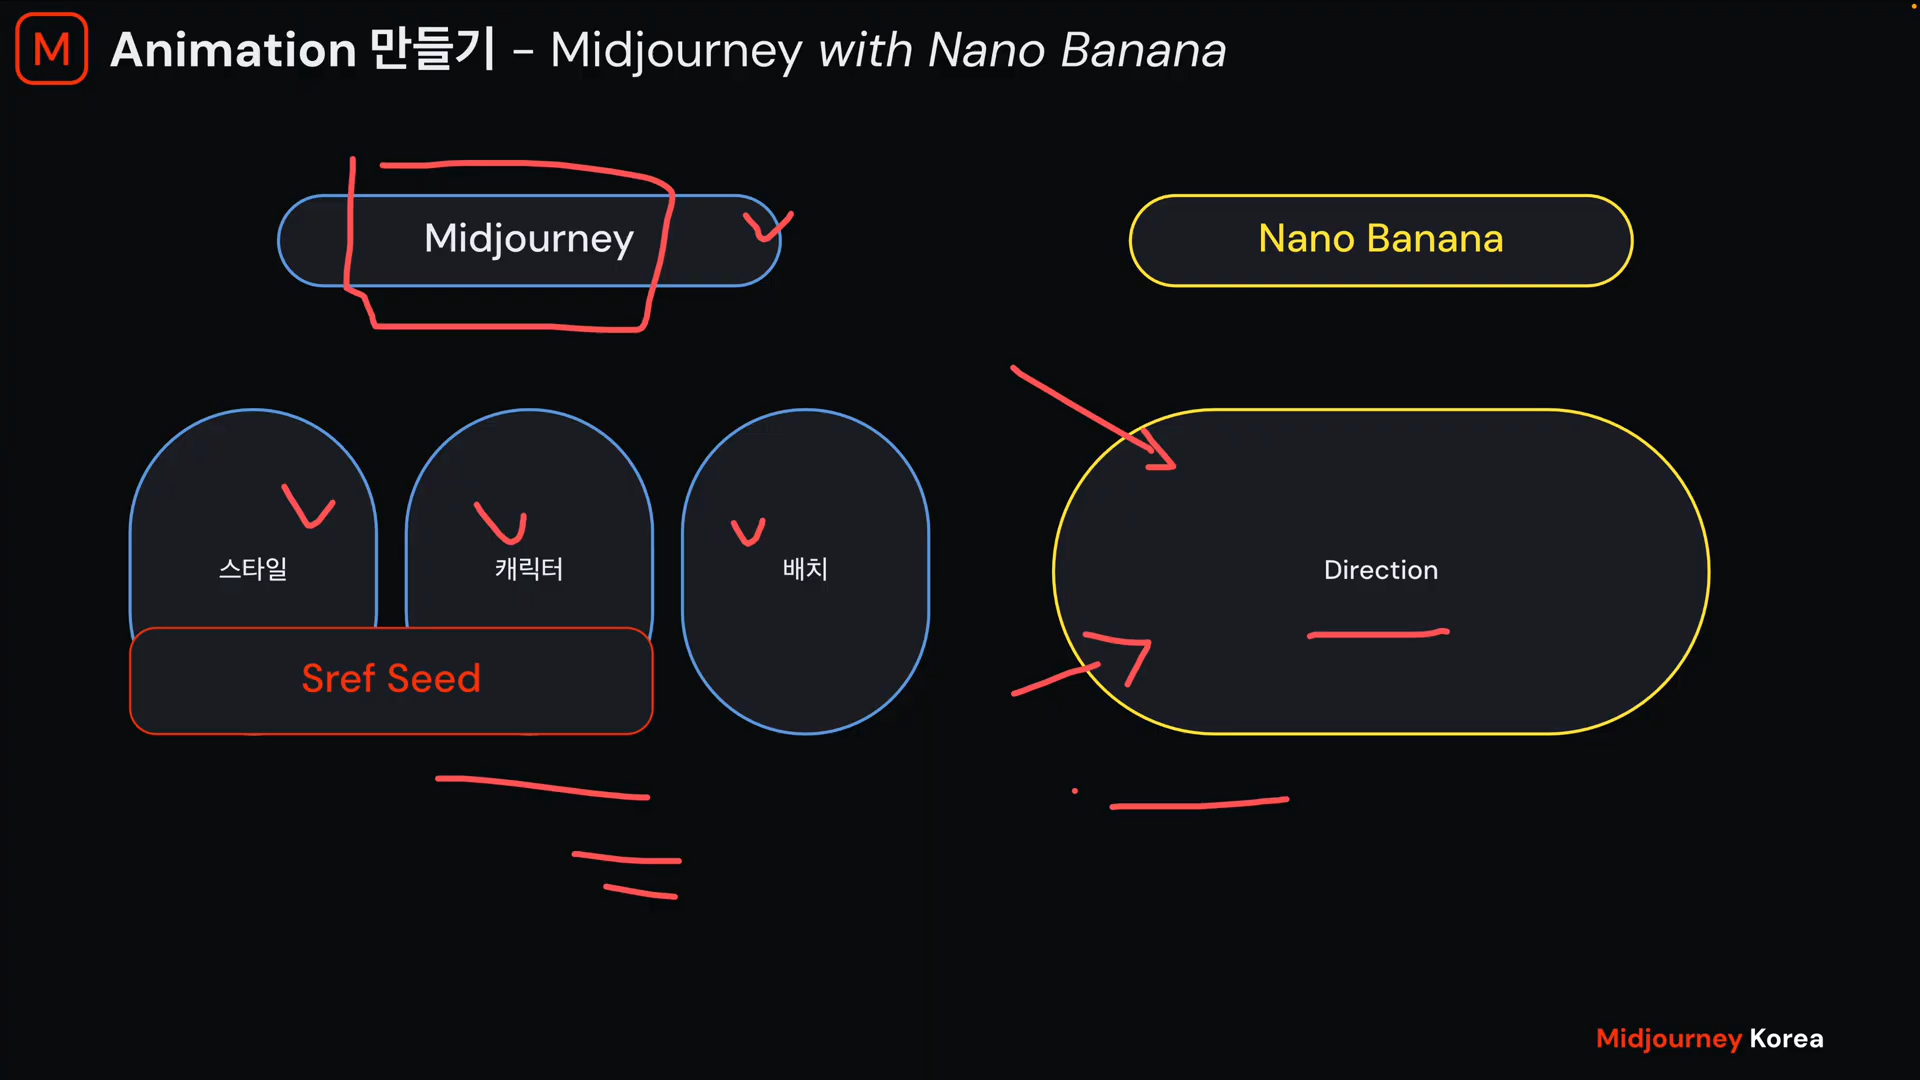 M Animation 만들기 - Midjourney with Nano Banana
Midjourney
Nano Banana
스타일
캐릭터
배치
Direction
Sref Seed
Midjourney Korea